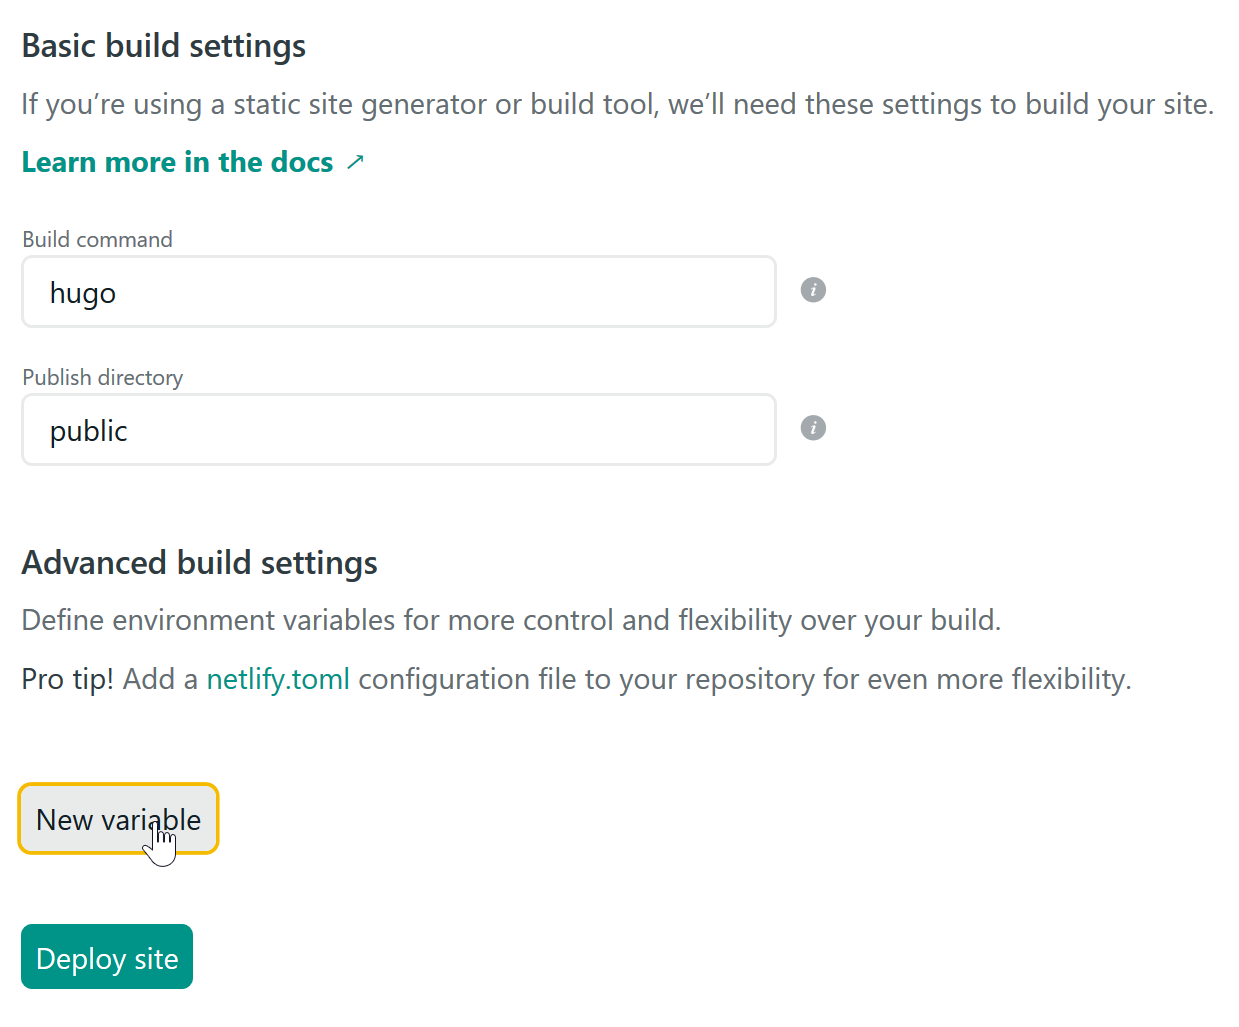 Basic build settings
If you’re using a static site generator or build tool, we’ll need these settings to build your site.
Learn more in the docs ↗
Build command
hugo
i
Publish directory
public
i
Advanced build settings
Define environment variables for more control and flexibility over your build.
Pro tip! Add a netlify.toml configuration file to your repository for even more flexibility.
New variable
Deploy site